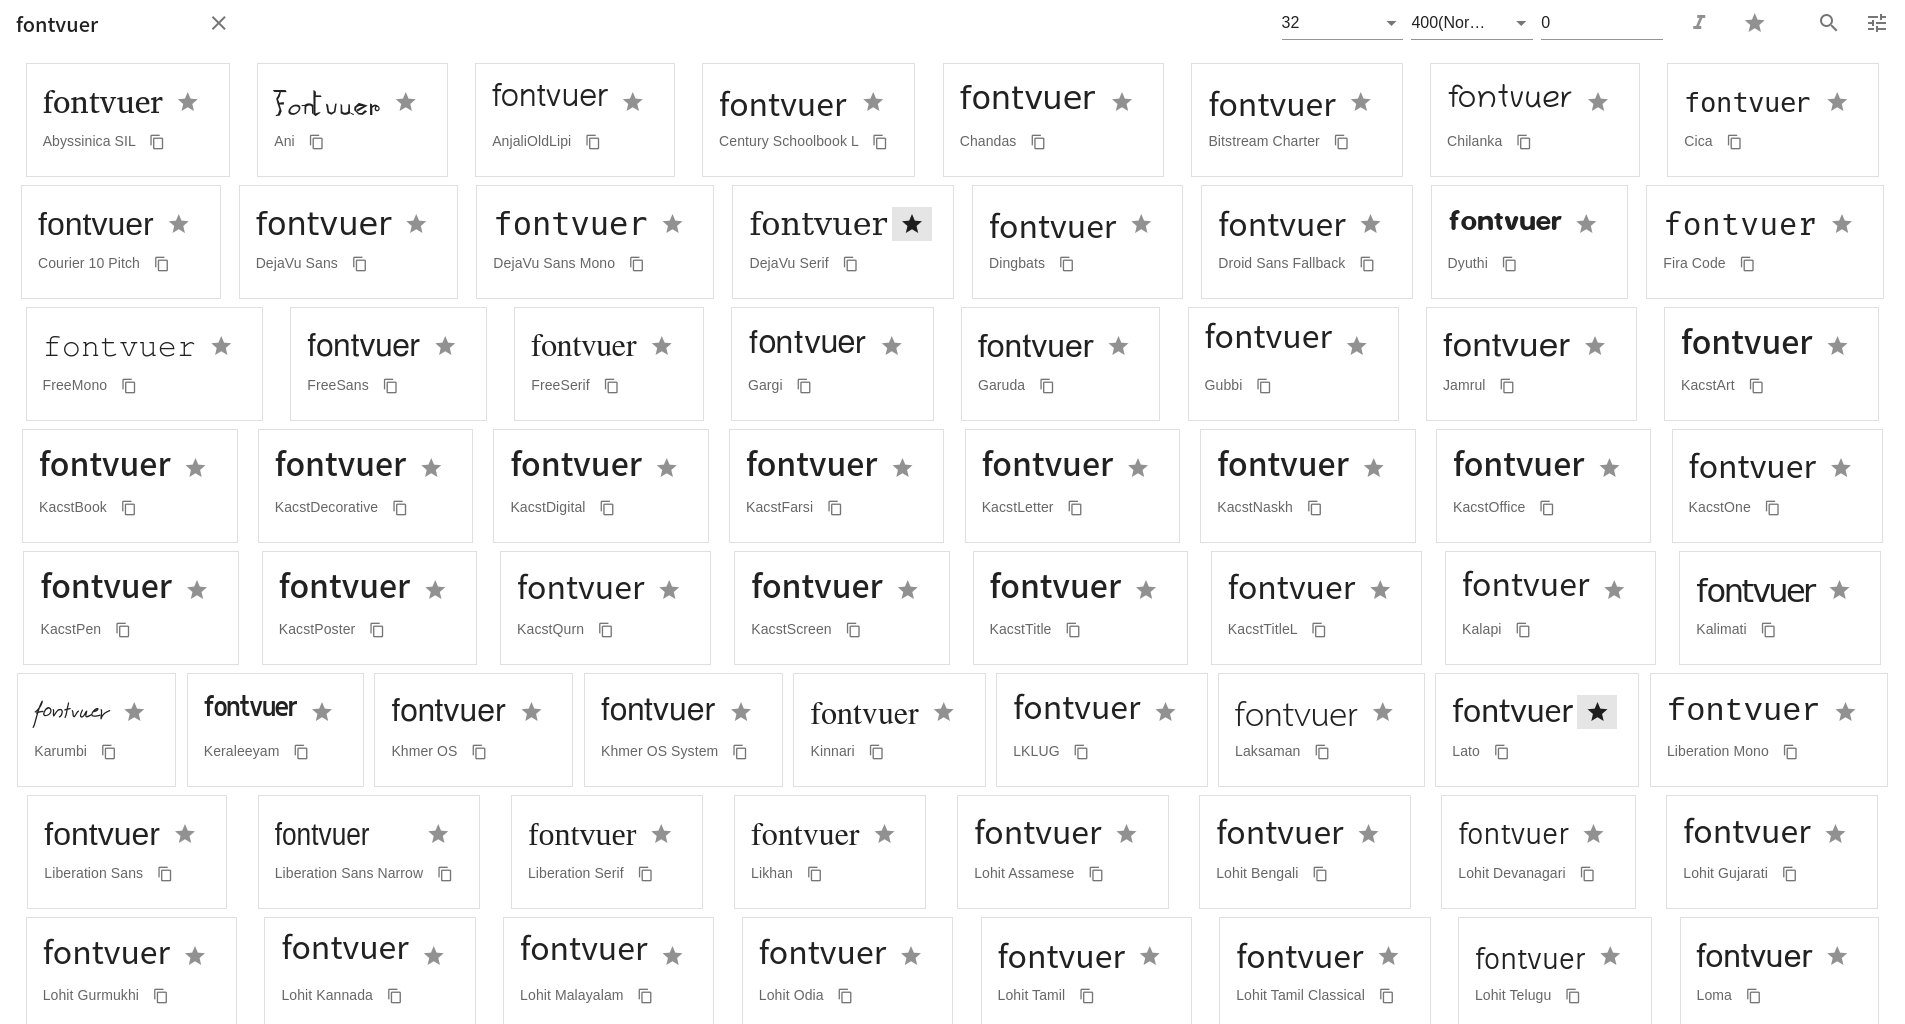 fontvuer 32 400(Nor… 0
fontvuer fontvuer fontvuer fontvuer fontvuer fontvuer fontvuer fontvuer
Abyssinica SIL Ani AnjaliOldLipi Century Schoolbook L Chandas Bitstream Charter Chilanka Cica
fontvuer fontvuer fontvuer fontvuer fontvuer fontvuer fontvuer fontvuer
Courier 10 Pitch DejaVu Sans DejaVu Sans Mono DejaVu Serif Dingbats Droid Sans Fallback Dyuthi Fira Code
fontvuer fontvuer fontvuer fontvuer fontvuer fontvuer fontvuer fontvuer
FreeMono FreeSans FreeSerif Gargi Garuda Gubbi Jamrul KacstArt
fontvuer fontvuer fontvuer fontvuer fontvuer fontvuer fontvuer fontvuer
KacstBook KacstDecorative KacstDigital KacstFarsi KacstLetter KacstNaskh KacstOffice KacstOne
fontvuer fontvuer fontvuer fontvuer fontvuer fontvuer fontvuer fontvuer
KacstPen KacstPoster KacstQurn KacstScreen KacstTitle KacstTitleL Kalapi Kalimati
fontvuer fontvuer fontvuer fontvuer fontvuer fontvuer fontvuer fontvuer fontvuer
Karumbi Keraleeyam Khmer OS Khmer OS System Kinnari LKLUG Laksaman Lato Liberation Mono
fontvuer fontvuer fontvuer fontvuer fontvuer fontvuer fontvuer fontvuer
Liberation Sans Liberation Sans Narrow Liberation Serif Likhan Lohit Assamese Lohit Bengali Lohit Devanagari Lohit Gujarati
fontvuer fontvuer fontvuer fontvuer fontvuer fontvuer fontvuer fontvuer
Lohit Gurmukhi Lohit Kannada Lohit Malayalam Lohit Odia Lohit Tamil Lohit Tamil Classical Lohit Telugu Loma